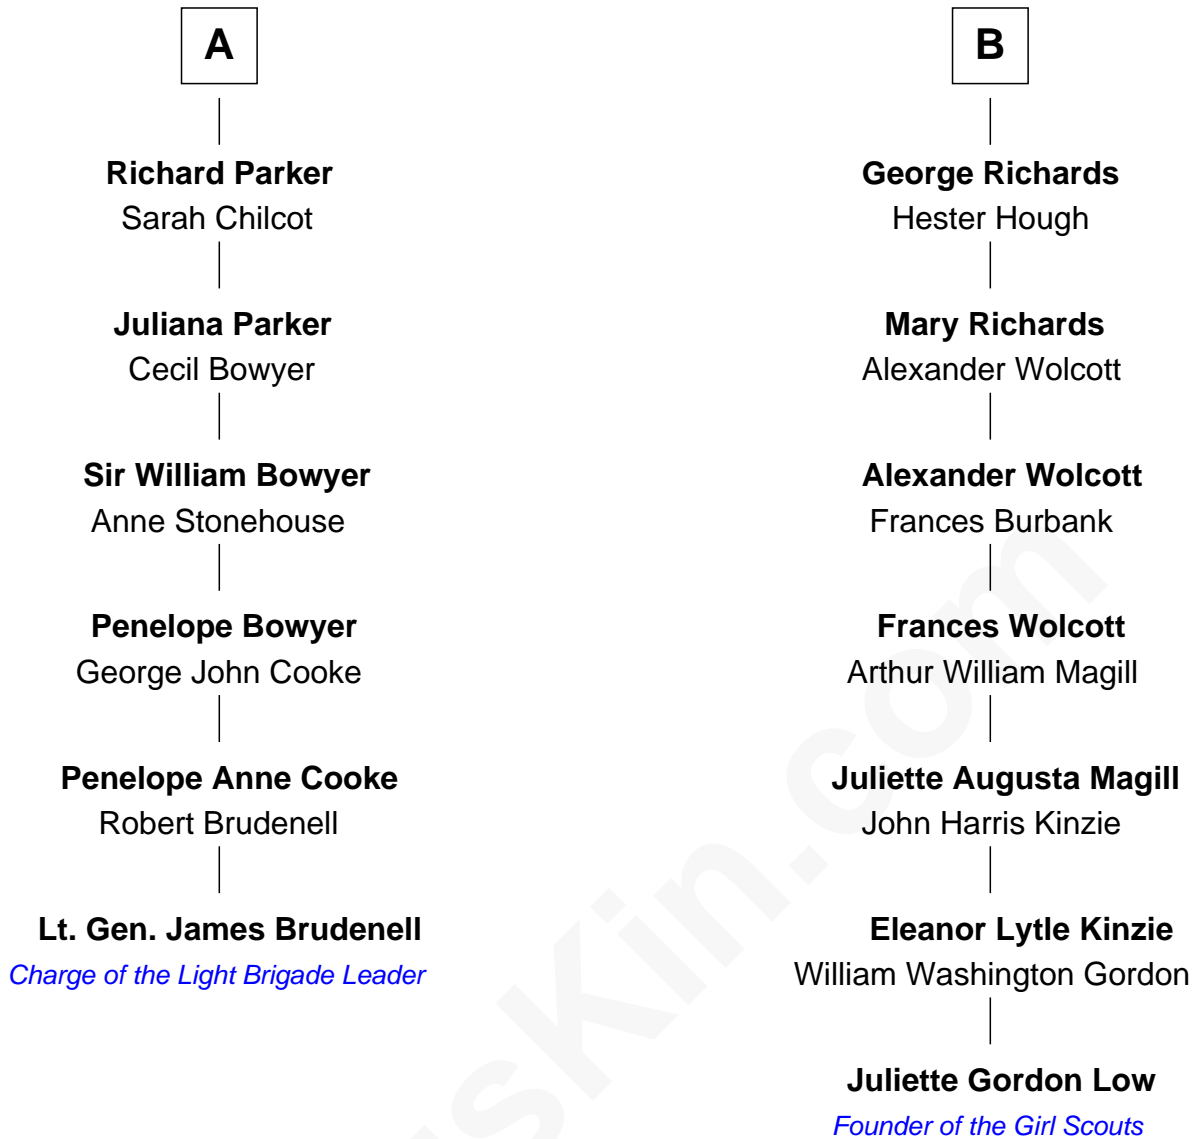 A
Richard Parker
Sarah Chilcot
Juliana Parker
Cecil Bowyer
Sir William Bowyer
Anne Stonehouse
Penelope Bowyer
George John Cooke
Penelope Anne Cooke
Robert Brudenell
Lt. Gen. James Brudenell
Charge of the Light Brigade Leader
B
George Richards
Hester Hough
Mary Richards
Alexander Wolcott
Alexander Wolcott
Frances Burbank
Frances Wolcott
Arthur William Magill
Juliette Augusta Magill
John Harris Kinzie
Eleanor Lytle Kinzie
William Washington Gordon
Juliette Gordon Low
Founder of the Girl Scouts
usKin.com